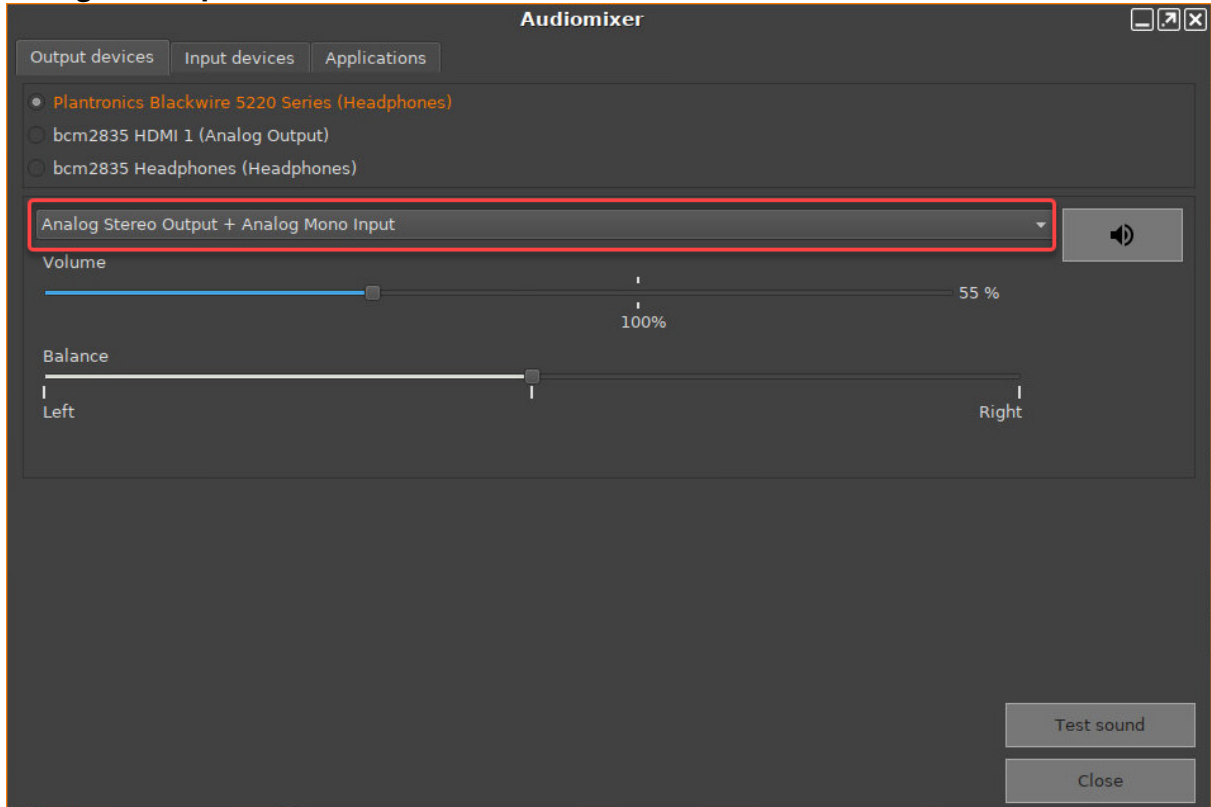 Audiomixer
Output devices Input devices Applications
Plantronics Blackwire 5220 Series (Headphones)
bcm2835 HDMI 1 (Analog Output)
bcm2835 Headphones (Headphones)
Analog Stereo Output + Analog Mono Input
Volume
55 %
100%
Balance
Left Right
Test sound
Close